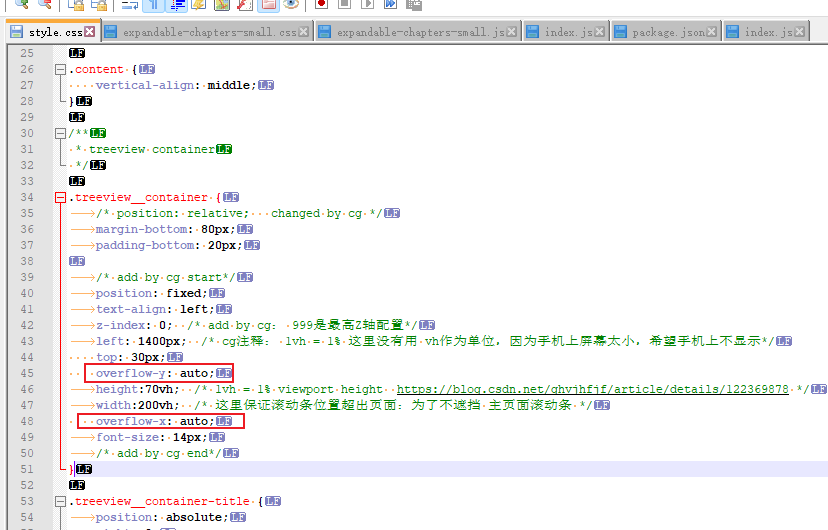 style.css expandable-chapters-small.css expandable-chapters-small.js index.js package.json index.js
25 LF
26 .content {LF
27 vertical-align: middle;LF
28 }LF
29 LF
30 /**LF
31 * treeview containerLF
32 */LF
33 LF
34 .treeview__container {LF
35 /* position: relative; changed by cg */LF
36 margin-bottom: 80px;LF
37 padding-bottom: 20px;LF
38 LF
39 /* add by cg start*/LF
40 position: fixed;LF
41 text-align: left;LF
42 z-index: 0; /* add by cg: 999是最高Z轴配置*/LF
43 left: 1400px; /* cg注释: 1vh = 1% 这里没有用 vh作为单位，因为手机上屏幕太小，希望手机上不显示*/LF
44 top: 30px;LF
45 overflow-y: auto;LF
46 height:70vh; /* 1vh = 1% viewport height https://blog.csdn.net/qhvjhfjf/article/details/122369878 */LF
47 width:200vh; /* 这里保证滚动条位置超出页面：为了不遮挡 主页面滚动条 */LF
48 overflow-x: auto;LF
49 font-size: 14px;LF
50 /* add by cg end*/LF
51 }LF
52 LF
53 .treeview__container-title {LF
54 position: absolute;LF